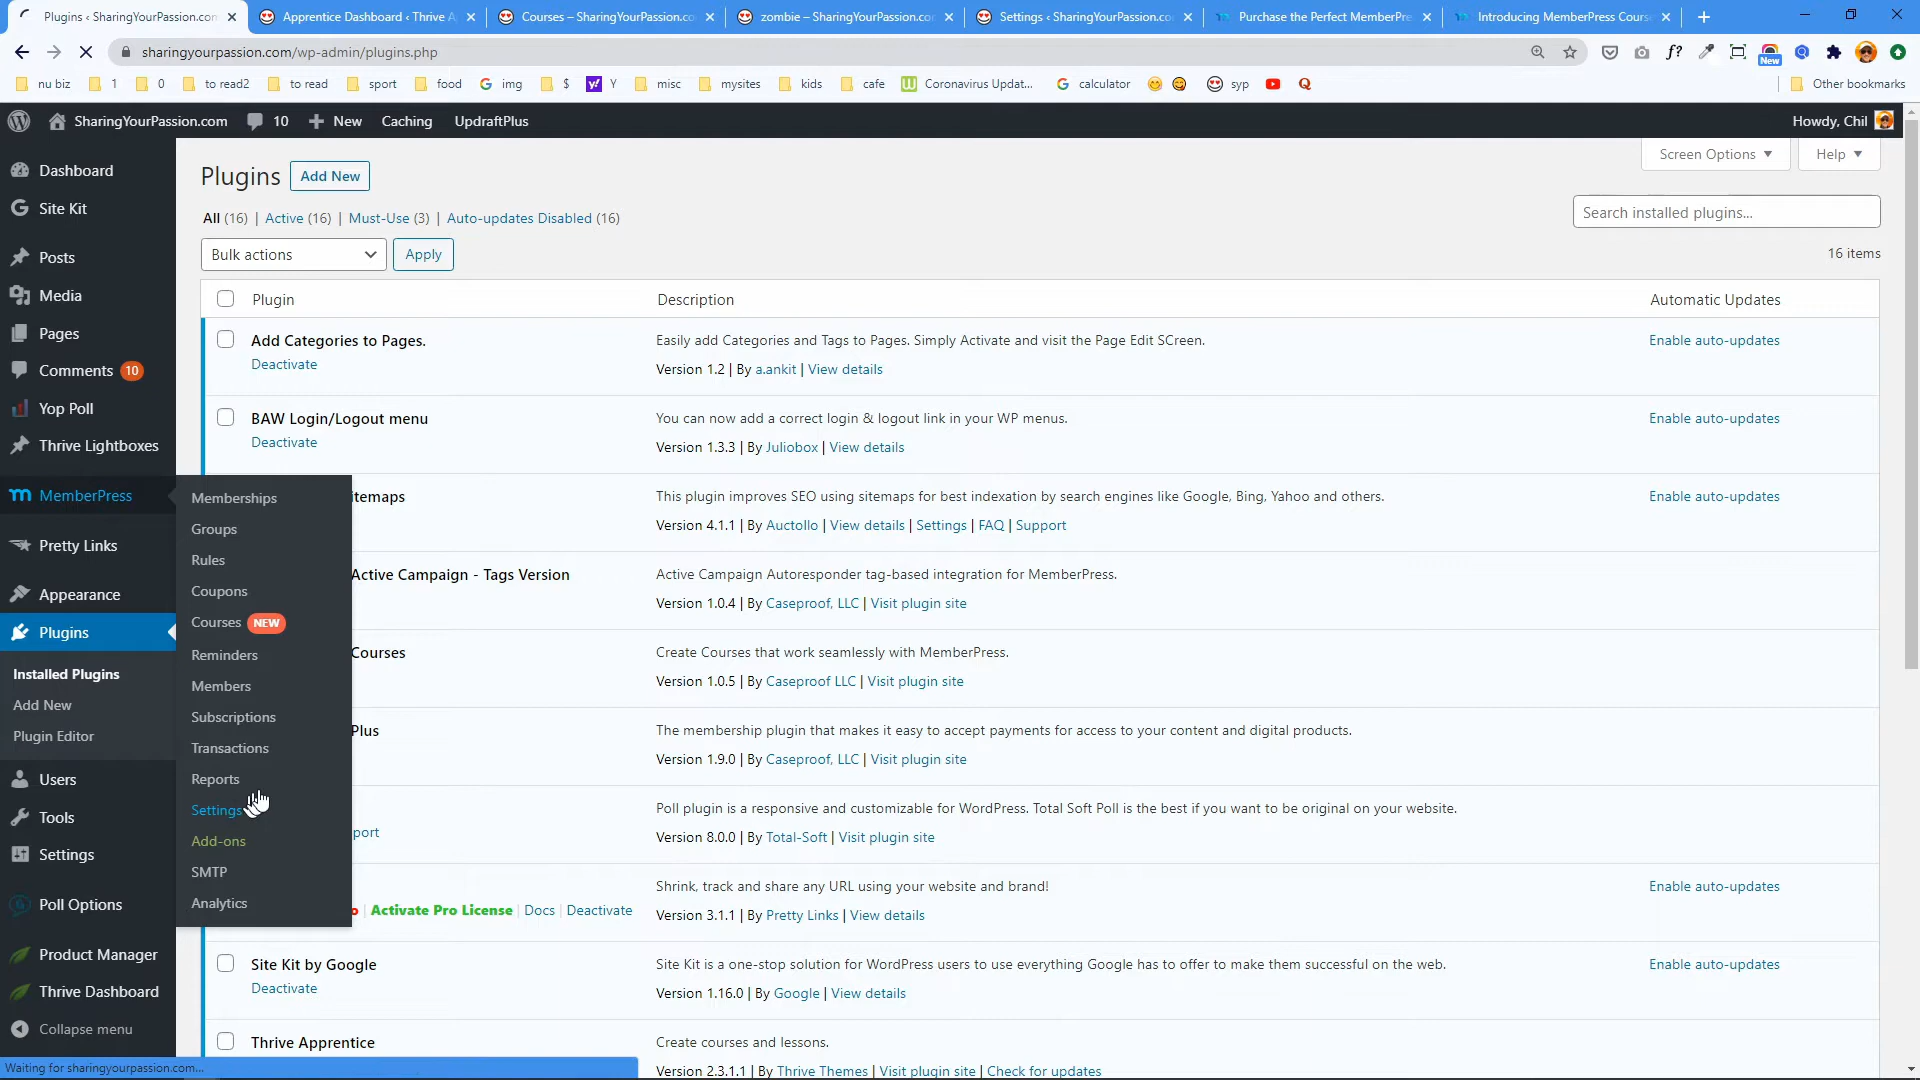 Plugins ‹ SharingYourPassion.com
Apprentice Dashboard ‹ Thrive A
Courses – SharingYourPassion.co
zombie – SharingYourPassion.com
Settings ‹ SharingYourPassion.co
Purchase the Perfect MemberPre
Introducing MemberPress Cours
sharingyourpassion.com/wp-admin/plugins.php
f?
New
nu biz
1
0
to read2
to read
sport
food
img
$
Y
misc
mysites
kids
cafe
Coronavirus Updat...
calculator
syp
Other bookmarks
SharingYourPassion.com
10
New
Caching
UpdraftPlus
Howdy, Chil
Dashboard
Site Kit
Posts
Media
Pages
Comments 10
Yop Poll
Thrive Lightboxes
MemberPress
Pretty Links
Appearance
Plugins
Installed Plugins
Add New
Plugin Editor
Users
Tools
Settings
Poll Options
Product Manager
Thrive Dashboard
Collapse menu
Memberships
Groups
Rules
Coupons
Courses NEW
Reminders
Members
Subscriptions
Transactions
Reports
Settings
Add-ons
SMTP
Analytics
Screen Options
Help
Plugins
Add New
All (16) | Active (16) | Must-Use (3) | Auto-updates Disabled (16)
Search installed plugins...
Bulk actions
Apply
16 items
Plugin
Description
Automatic Updates
Add Categories to Pages.
Deactivate
Easily add Categories and Tags to Pages. Simply Activate and visit the Page Edit SCreen.
Version 1.2 | By a.ankit | View details
Enable auto-updates
BAW Login/Logout menu
Deactivate
You can now add a correct login & logout link in your WP menus.
Version 1.3.3 | By Juliobox | View details
Enable auto-updates
itemaps
This plugin improves SEO using sitemaps for best indexation by search engines like Google, Bing, Yahoo and others.
Version 4.1.1 | By Auctollo | View details | Settings | FAQ | Support
Enable auto-updates
Active Campaign - Tags Version
Active Campaign Autoresponder tag-based integration for MemberPress.
Version 1.0.4 | By Caseproof, LLC | Visit plugin site
Courses
Create Courses that work seamlessly with MemberPress.
Version 1.0.5 | By Caseproof LLC | Visit plugin site
Plus
The membership plugin that makes it easy to accept payments for access to your content and digital products.
Version 1.9.0 | By Caseproof, LLC | Visit plugin site
port
Poll plugin is a responsive and customizable for WordPress. Total Soft Poll is the best if you want to be original on your website.
Version 8.0.0 | By Total-Soft | Visit plugin site
o | Activate Pro License | Docs | Deactivate
Shrink, track and share any URL using your website and brand!
Version 3.1.1 | By Pretty Links | View details
Enable auto-updates
Site Kit by Google
Deactivate
Site Kit is a one-stop solution for WordPress users to use everything Google has to offer to make them successful on the web.
Version 1.16.0 | By Google | View details
Enable auto-updates
Thrive Apprentice
Create courses and lessons.
Version 2.3.1.1 | By Thrive Themes | Visit plugin site | Check for updates
Waiting for sharingyourpassion.com...